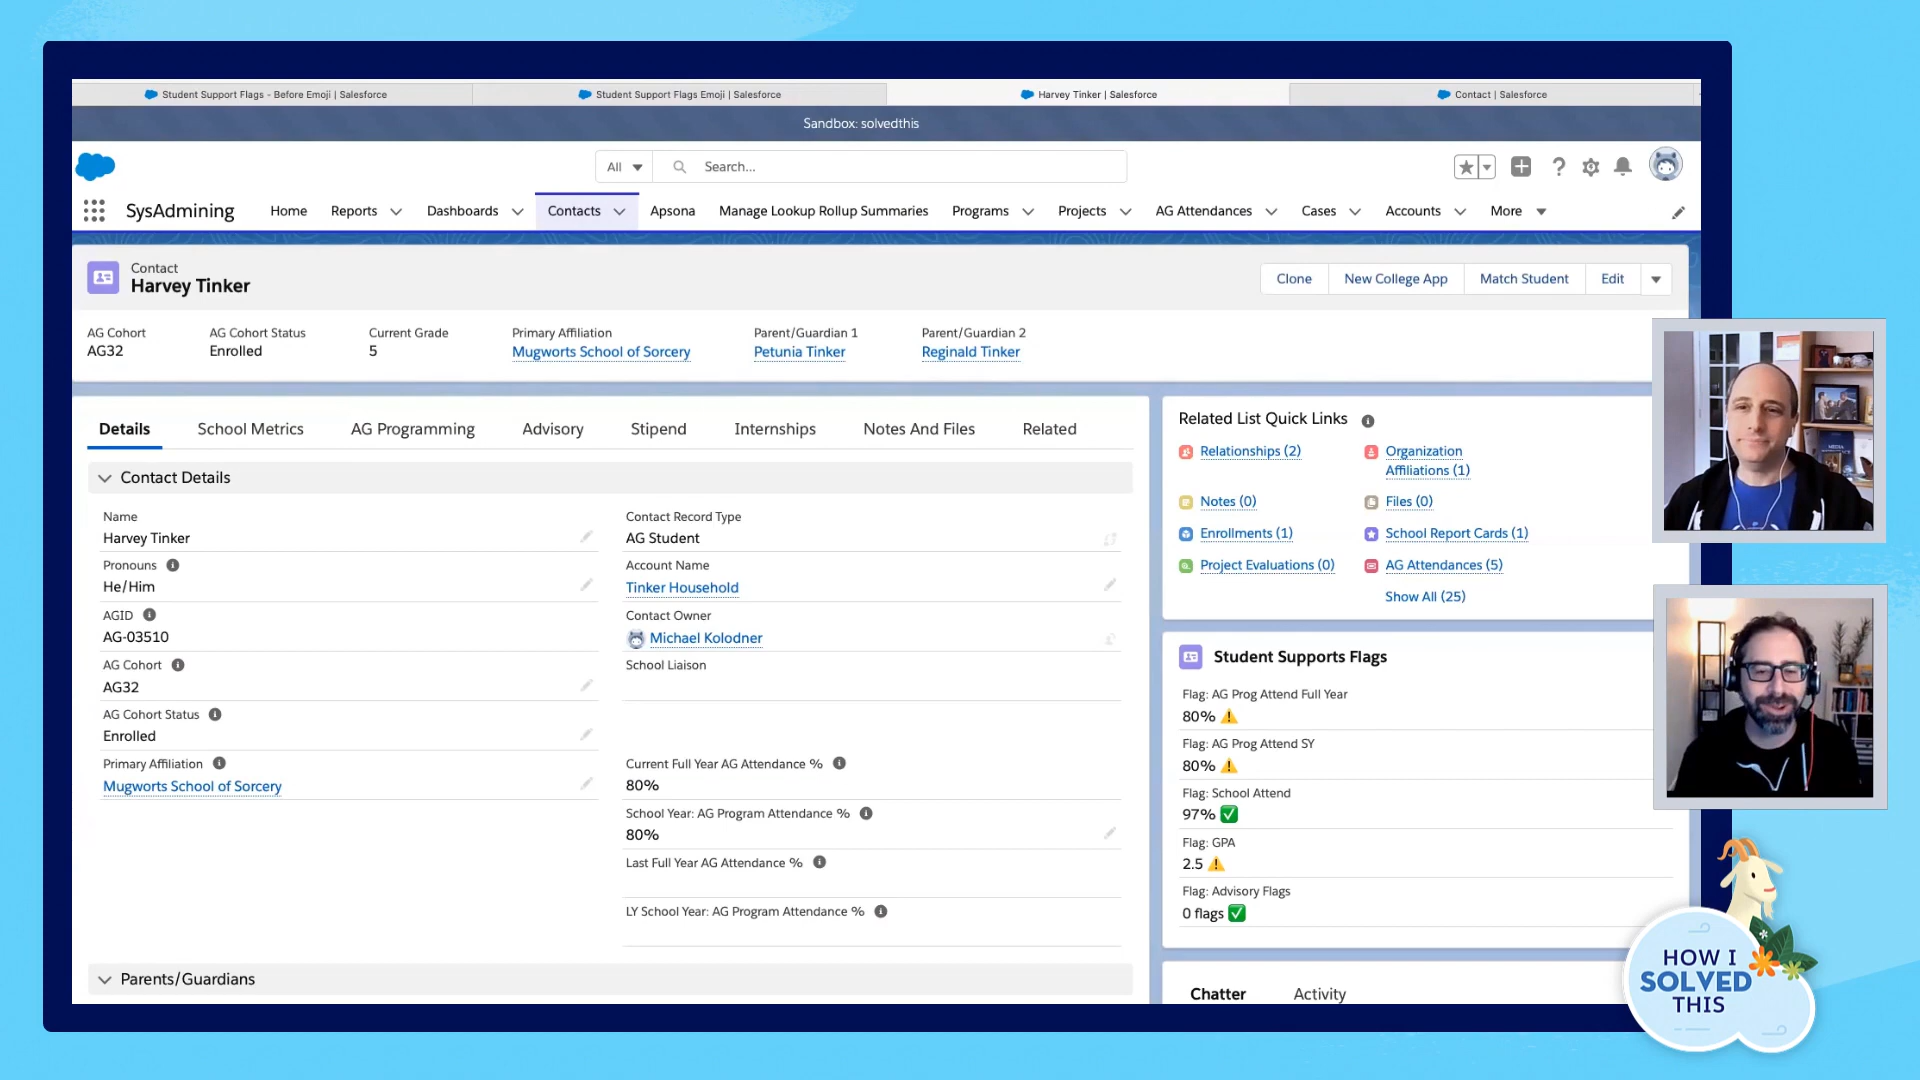 Student Support Flags - Before Emoji | Salesforce
Student Support Flags Emoji | Salesforce
Harvey Tinker | Salesforce
Contact | Salesforce
Sandbox: solvedthis
All
Search...
SysAdmining
Home
Reports
Dashboards
Contacts
Apsona
Manage Lookup Rollup Summaries
Programs
Projects
AG Attendances
Cases
Accounts
More
Contact
Harvey Tinker
Clone
New College App
Match Student
Edit
AG Cohort
AG32
AG Cohort Status
Enrolled
Current Grade
5
Primary Affiliation
Mugworts School of Sorcery
Parent/Guardian 1
Petunia Tinker
Parent/Guardian 2
Reginald Tinker
Details
School Metrics
AG Programming
Advisory
Stipend
Internships
Notes And Files
Related
Contact Details
Name
Harvey Tinker
Pronouns
He/Him
AGID
AG-03510
AG Cohort
AG32
AG Cohort Status
Enrolled
Primary Affiliation
Mugworts School of Sorcery
Contact Record Type
AG Student
Account Name
Tinker Household
Contact Owner
Michael Kolodner
School Liaison
Current Full Year AG Attendance %
80%
School Year: AG Program Attendance %
80%
Last Full Year AG Attendance %
LY School Year: AG Program Attendance %
Parents/Guardians
Related List Quick Links
Relationships (2)
Organization
Affiliations (1)
Notes (0)
Files (0)
Enrollments (1)
School Report Cards (1)
Project Evaluations (0)
AG Attendances (5)
Show All (25)
Student Supports Flags
Flag: AG Prog Attend Full Year
80% ⚠️
Flag: AG Prog Attend SY
80% ⚠️
Flag: School Attend
97% ✅
Flag: GPA
2.5 ⚠️
Flag: Advisory Flags
0 flags ✅
Chatter
Activity
HOW I
SOLVED
THIS